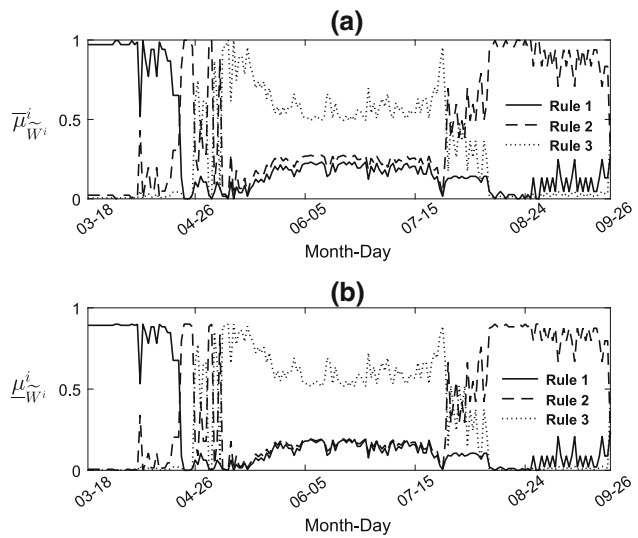 (a)
1
0.5
0
μ̅ⁱ_W̃ⁱ
Rule 1
Rule 2
Rule 3
03-18
04-26
06-05
07-15
08-24
09-26
Month-Day
(b)
1
0.5
0
μ̲ⁱ_W̃ⁱ
Rule 1
Rule 2
Rule 3
03-18
04-26
06-05
07-15
08-24
09-26
Month-Day